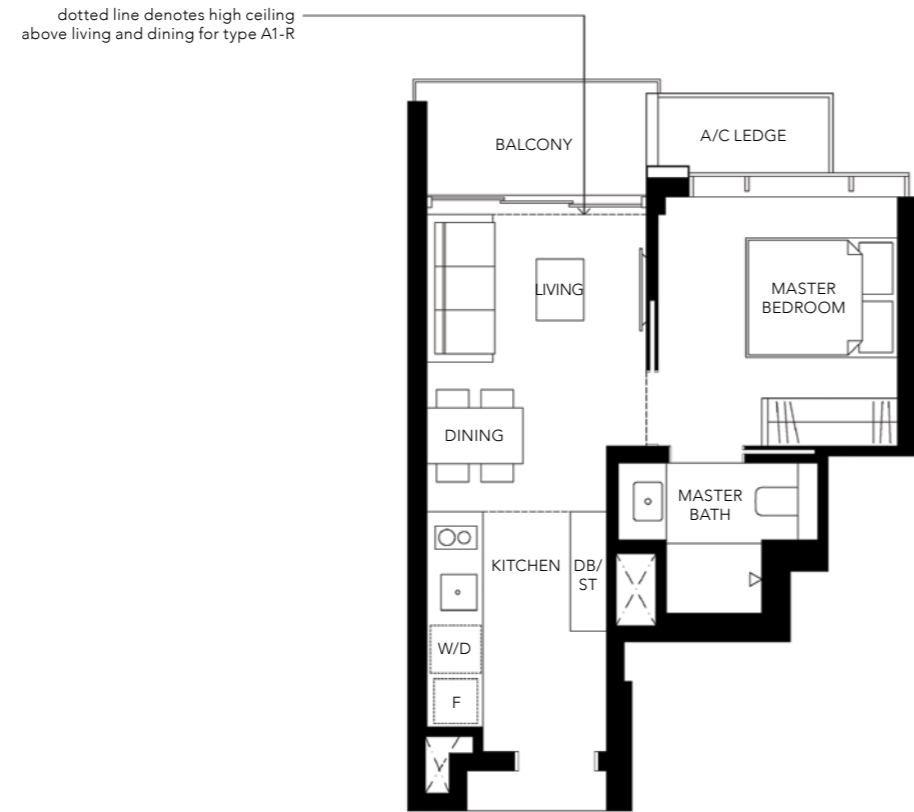 dotted line denotes high ceiling
above living and dining for type A1-R
BALCONY
A/C LEDGE
LIVING
MASTER
BEDROOM
DINING
MASTER
BATH
KITCHEN
DB/
ST
W/D
F